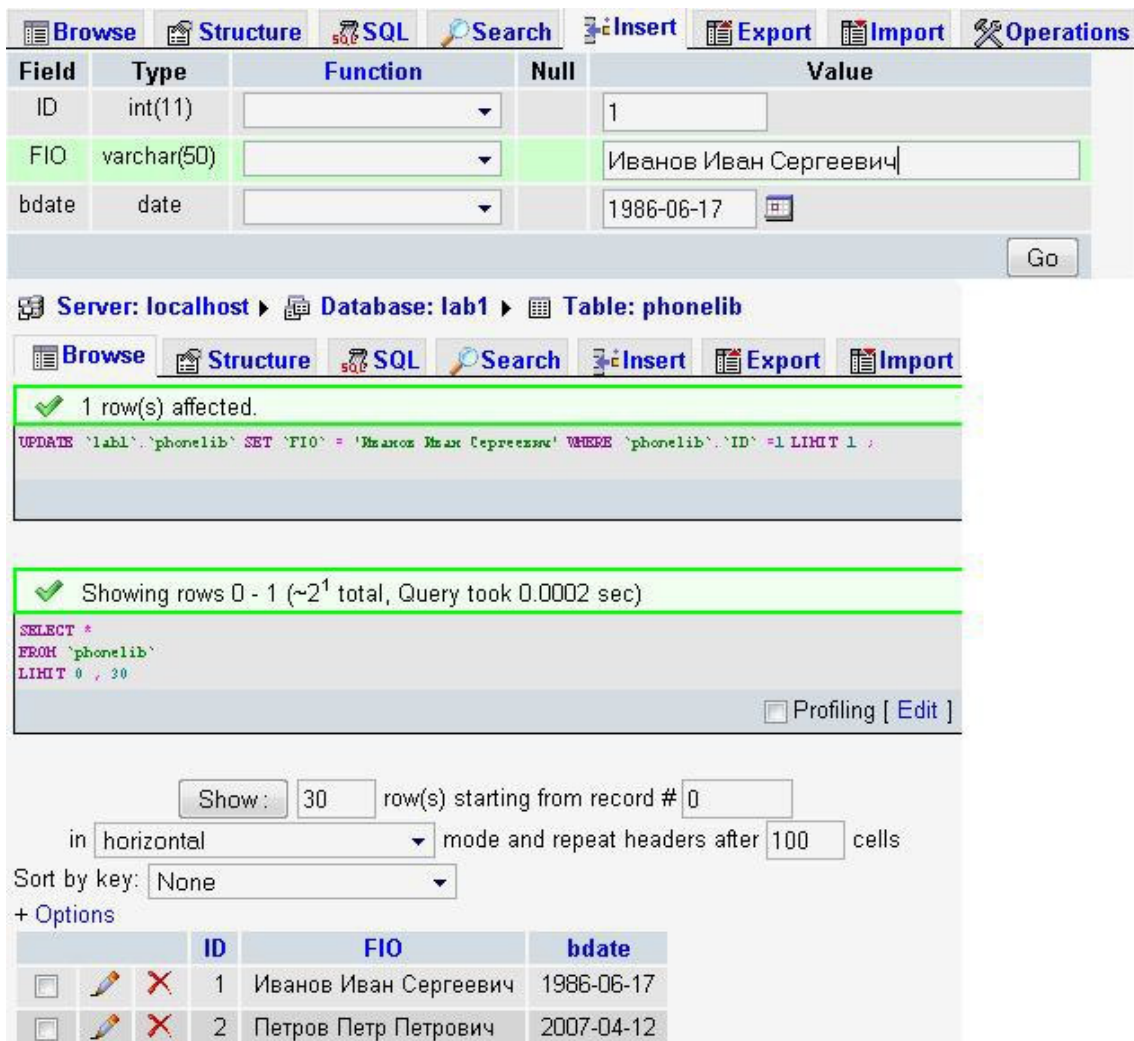 Browse Structure SQL Search Insert Export Import Operations
Field Type Function Null Value
ID int(11) 1
FIO varchar(50) Иванов Иван Сергеевич
bdate date 1986-06-17
Go
Server: localhost ▸ Database: lab1 ▸ Table: phonelib
Browse Structure SQL Search Insert Export Import
1 row(s) affected.
UPDATE `lab1`.`phonelib` SET `FIO` = 'Иванов Иван Сергеевич' WHERE `phonelib`.`ID` =1 LIMIT 1 ;
Showing rows 0 - 1 (~2¹ total, Query took 0.0002 sec)
SELECT *
FROM `phonelib`
LIMIT 0 , 30
Profiling [ Edit ]
Show : 30 row(s) starting from record # 0
in horizontal mode and repeat headers after 100 cells
Sort by key: None
+ Options
ID FIO bdate
1 Иванов Иван Сергеевич 1986-06-17
2 Петров Петр Петрович 2007-04-12